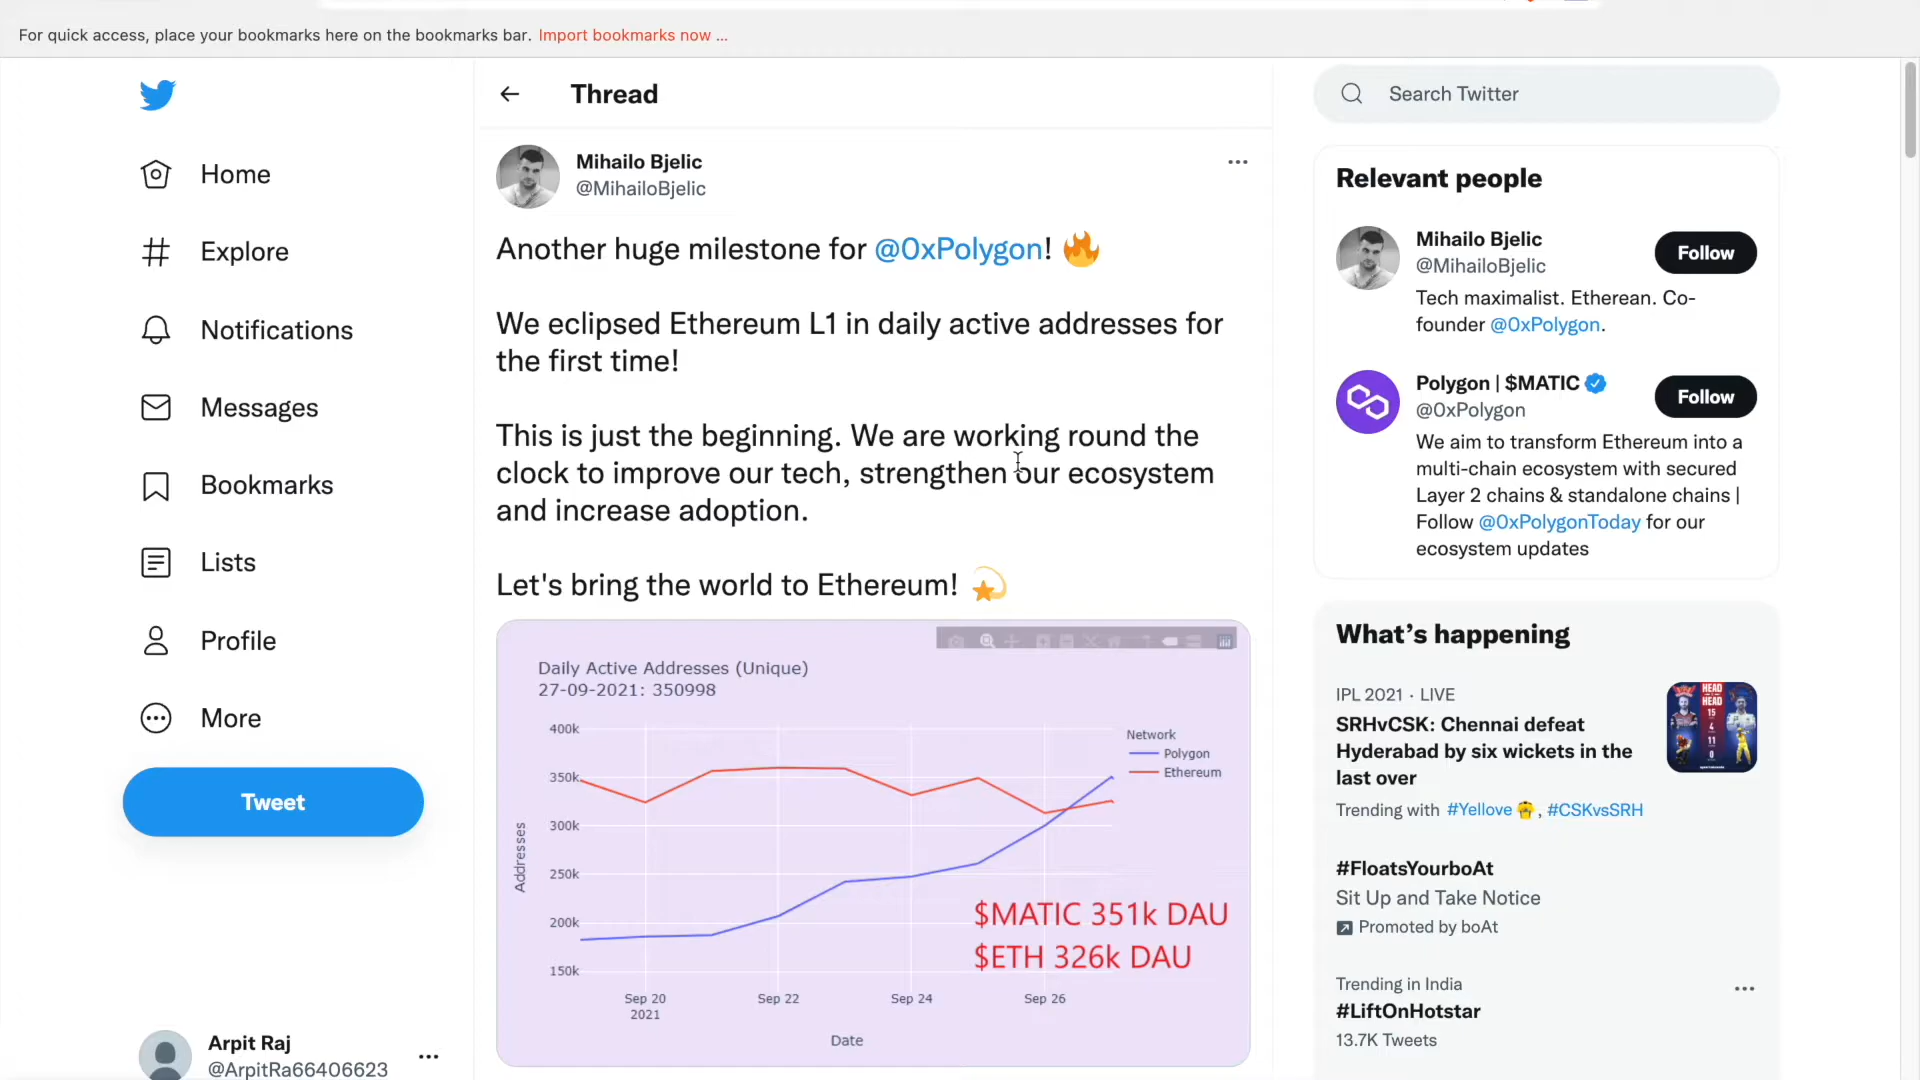 For quick access, place your bookmarks here on the bookmarks bar. Import bookmarks now ...
Home
Explore
Notifications
Messages
Bookmarks
Lists
Profile
More
Tweet
Arpit Raj
@ArpitRa66406623
Thread
Mihailo Bjelic
@MihailoBjelic
Another huge milestone for @0xPolygon! 🔥
We eclipsed Ethereum L1 in daily active addresses for
the first time!
This is just the beginning. We are working round the
clock to improve our tech, strengthen our ecosystem
and increase adoption.
Let's bring the world to Ethereum! 💫
Daily Active Addresses (Unique)
27-09-2021: 350998
400k
350k
300k
250k
200k
150k
Addresses
Network
Polygon
Ethereum
$MATIC 351k DAU
$ETH 326k DAU
Sep 20
2021
Sep 22
Sep 24
Sep 26
Date
Search Twitter
Relevant people
Mihailo Bjelic
@MihailoBjelic
Follow
Tech maximalist. Etherean. Co-
founder @0xPolygon.
Polygon | $MATIC
@0xPolygon
Follow
We aim to transform Ethereum into a
multi-chain ecosystem with secured
Layer 2 chains & standalone chains |
Follow @0xPolygonToday for our
ecosystem updates
What's happening
IPL 2021 · LIVE
SRHvCSK: Chennai defeat
Hyderabad by six wickets in the
last over
Trending with #Yellove, #CSKvsSRH
HEAD
HEAD
15
4
11
0
#FloatsYourboAt
Sit Up and Take Notice
Promoted by boAt
Trending in India
#LiftOnHotstar
13.7K Tweets